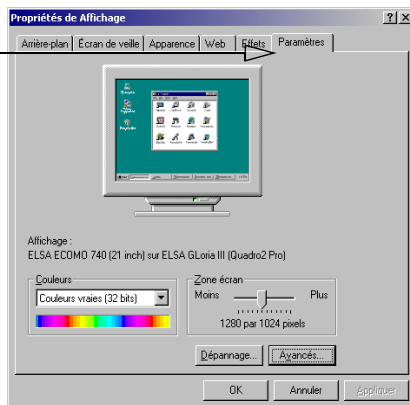 Propriétés de Affichage
Arrière-plan Écran de veille Apparence Web Effets Paramètres
Affichage :
ELSA ECOMO 740 (21 inch) sur ELSA GLoria III (Quadro2 Pro)
Couleurs
Zone écran
Couleurs vraies (32 bits)
Moins Plus
1280 par 1024 pixels
Dépannage... Avancés...
OK Annuler Appliquer